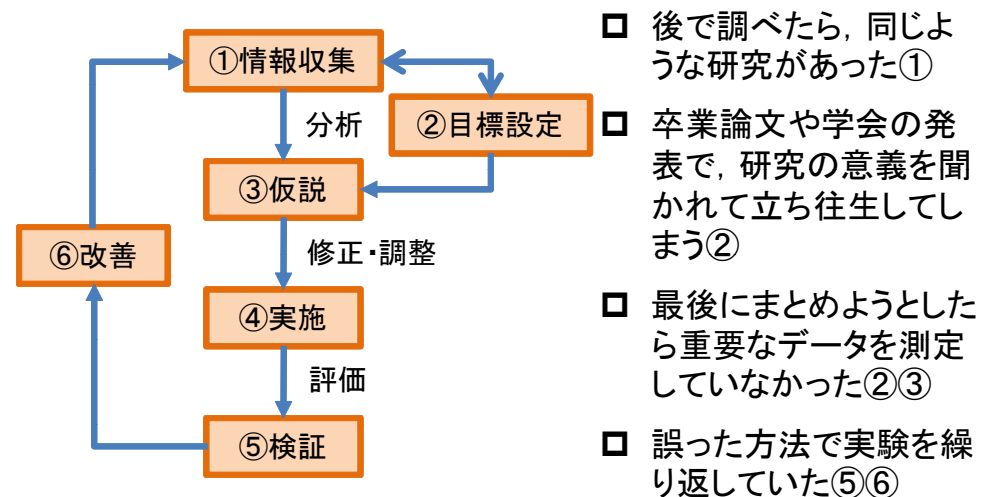 ①情報収集
分析
②目標設定
③仮説
修正・調整
⑥改善
④実施
評価
⑤検証
□ 後で調べたら，同じよ
うな研究があった①
□ 卒業論文や学会の発
表で，研究の意義を聞
かれて立ち往生してし
まう②
□ 最後にまとめようとした
ら重要なデータを測定
していなかった②③
□ 誤った方法で実験を繰
り返していた⑤⑥